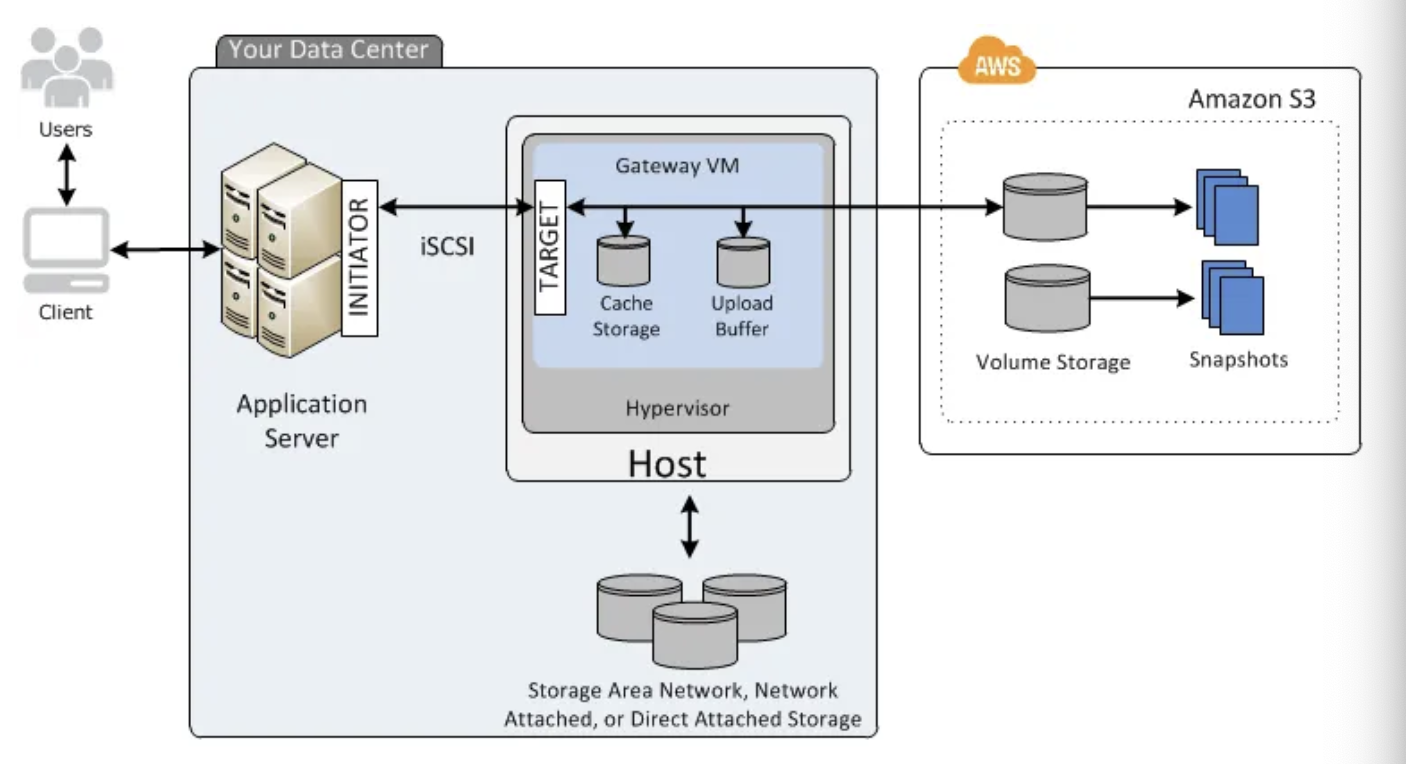 Your Data Center
AWS
Amazon S3
Users
Client
INITIATOR
iSCSI
TARGET
Gateway VM
Cache
Storage
Upload
Buffer
Hypervisor
Host
Application
Server
Volume Storage
Snapshots
Storage Area Network, Network
Attached, or Direct Attached Storage